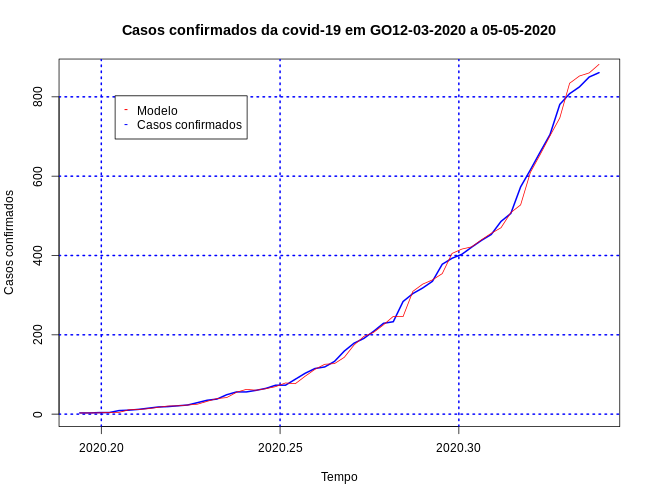 Casos confirmados da covid-19 em GO12-03-2020 a 05-05-2020
Casos confirmados
800
600
400
200
0
Modelo
Casos confirmados
2020.20 2020.25 2020.30
Tempo